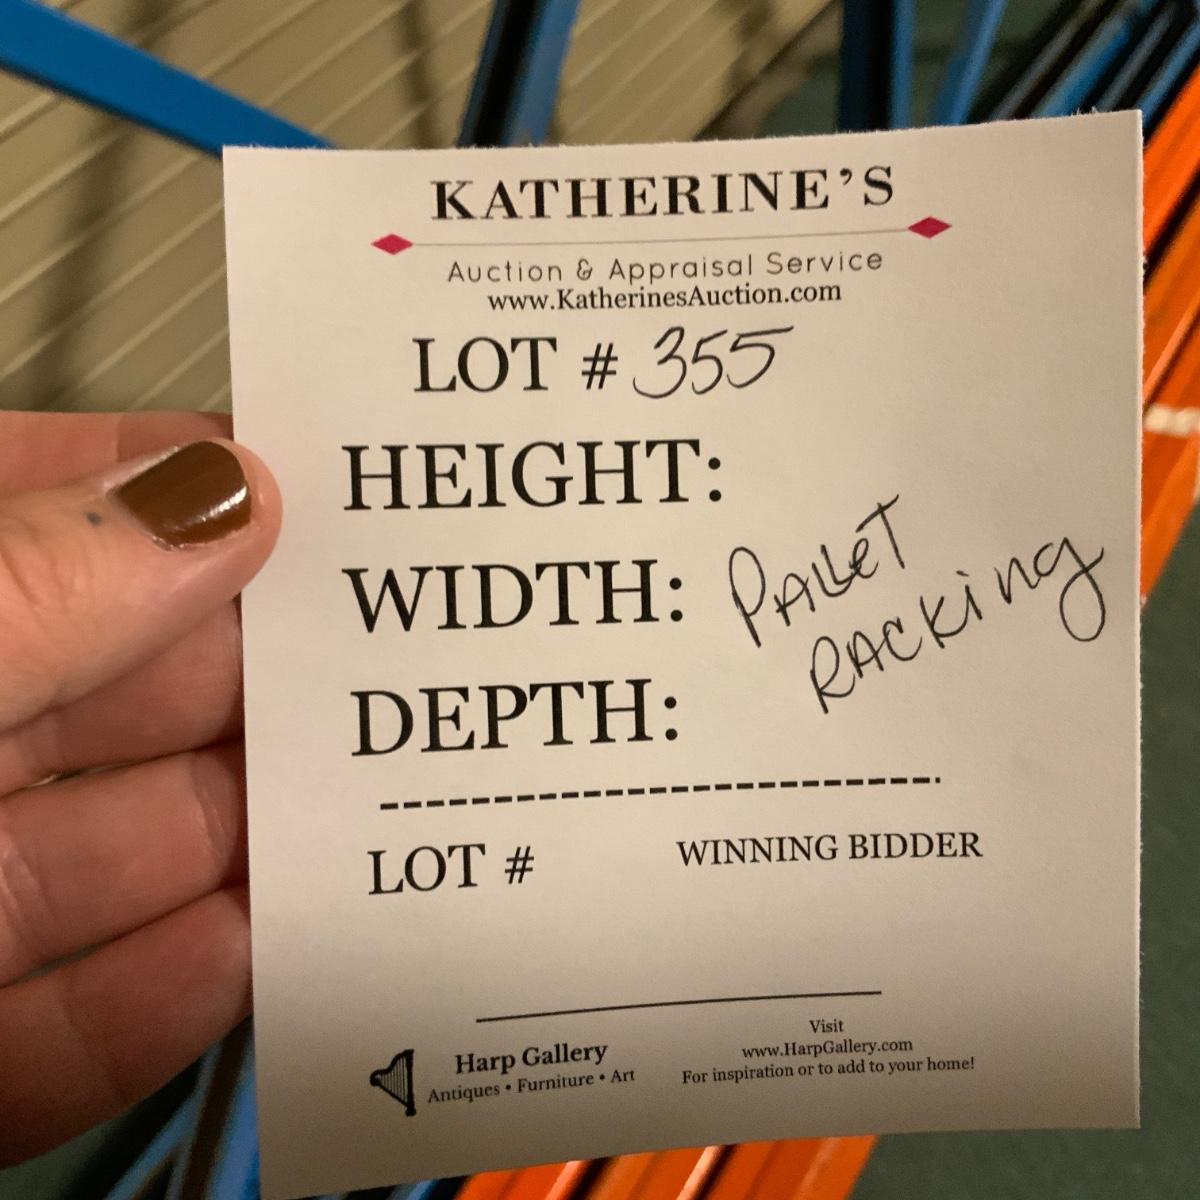 KATHERINE'S
Auction & Appraisal Service
www.KatherinesAuction.com
LOT # 355
HEIGHT:
WIDTH: PALLET
RACKING
DEPTH:
LOT # WINNING BIDDER
Harp Gallery
Antiques • Furniture • Art
Visit
www.HarpGallery.com
For inspiration or to add to your home!